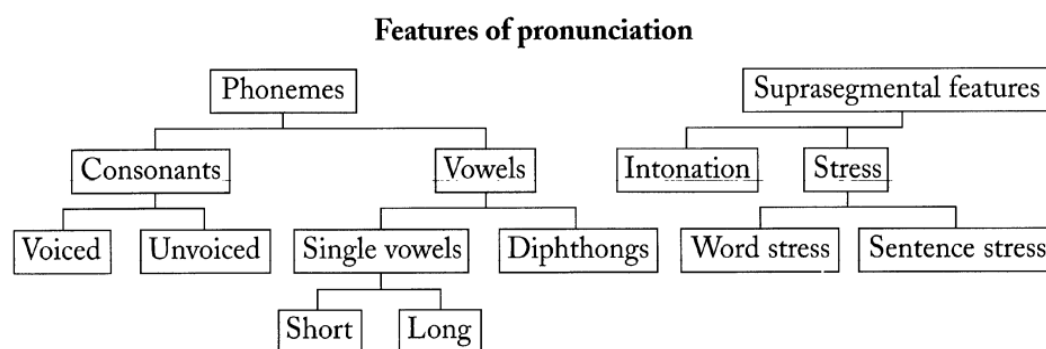 Features of pronunciation
Phonemes Suprasegmental features
Consonants Vowels Intonation Stress
Voiced Unvoiced Single vowels Diphthongs Word stress Sentence stress
Short Long